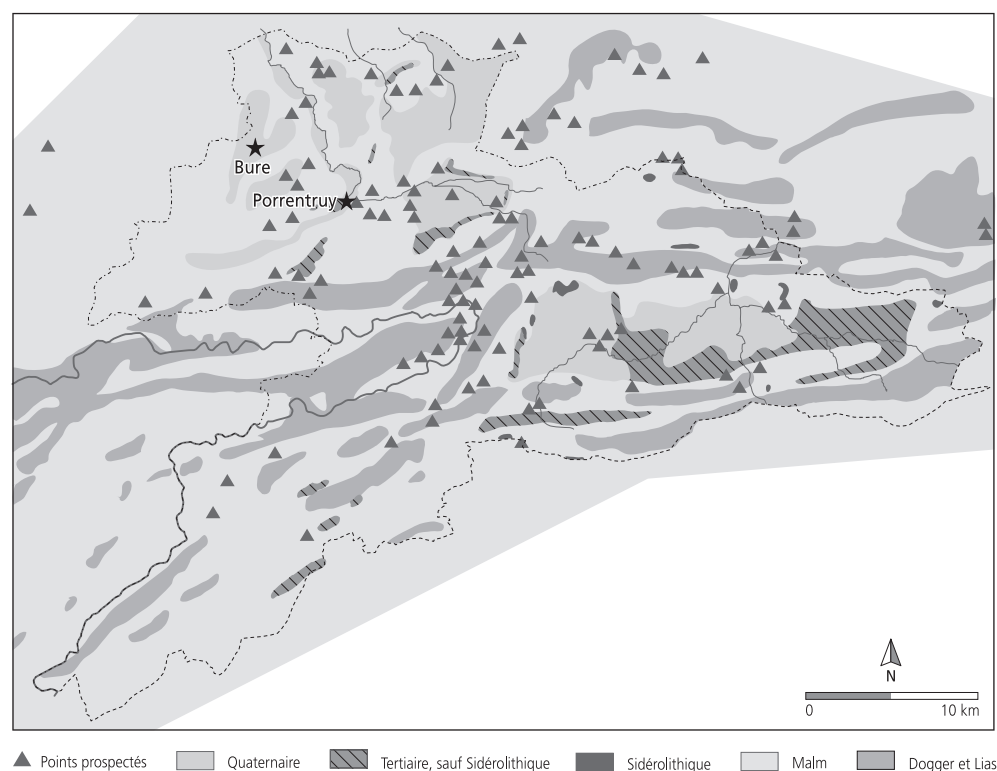 Bure
Porrentruy
N
0 10 km
Points prospectés Quaternaire Tertiaire, sauf Sidérolithique Sidérolithique Malm Dogger et Lias